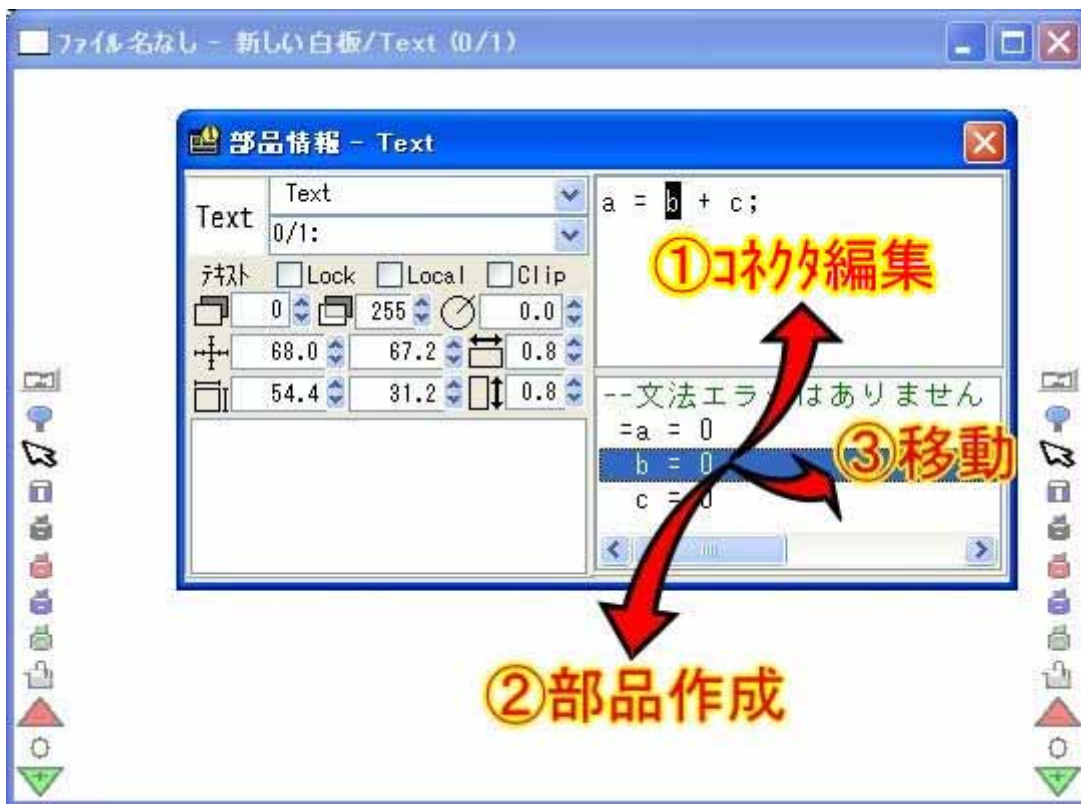 ファイル名なし - 新しい白板/Text (0/1)
部品情報 - Text
Text
Text
0/1:
テキスト Lock Local Clip
0 255 0.0
68.0 67.2 0.8
54.4 31.2 0.8
a = b + c;
①コネクタ編集
--文法エラーはありません
=a = 0
b = 0
c = 0
③移動
②部品作成
0
0